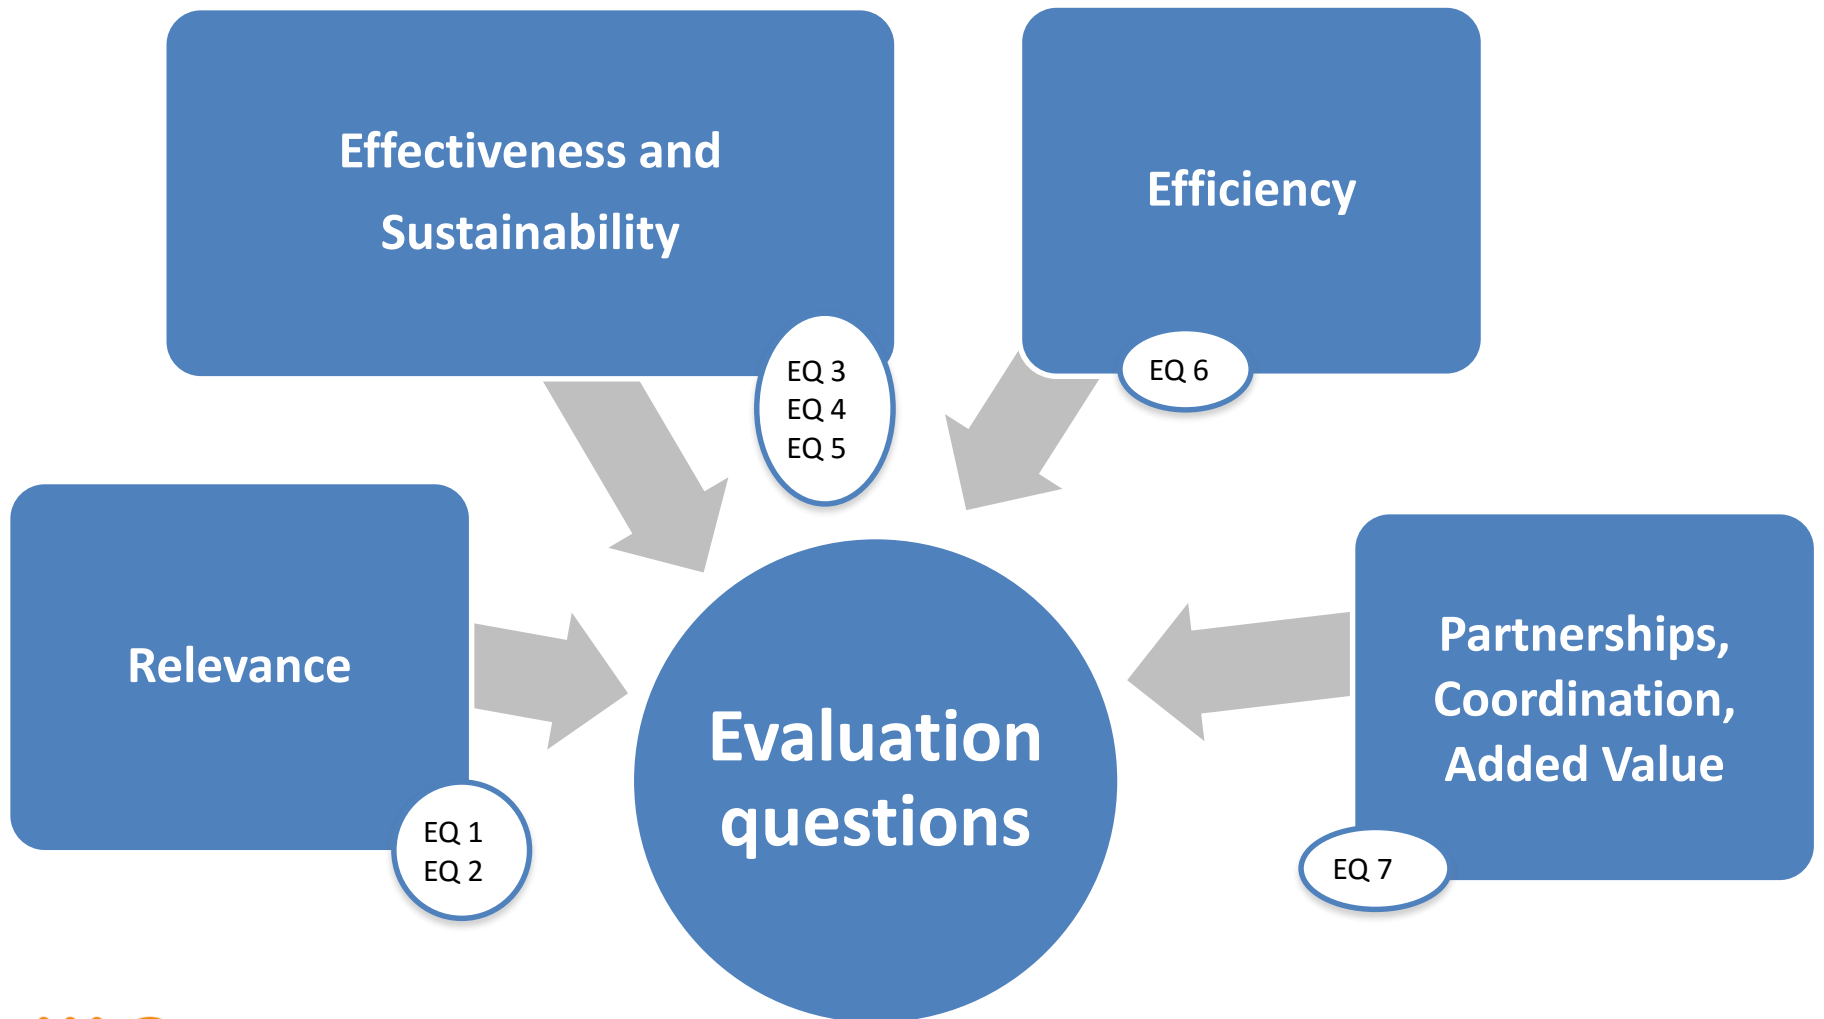 Effectiveness and
Sustainability
EQ 3
EQ 4
EQ 5
Efficiency
EQ 6
Relevance
EQ 1
EQ 2
Evaluation
questions
Partnerships,
Coordination,
Added Value
EQ 7